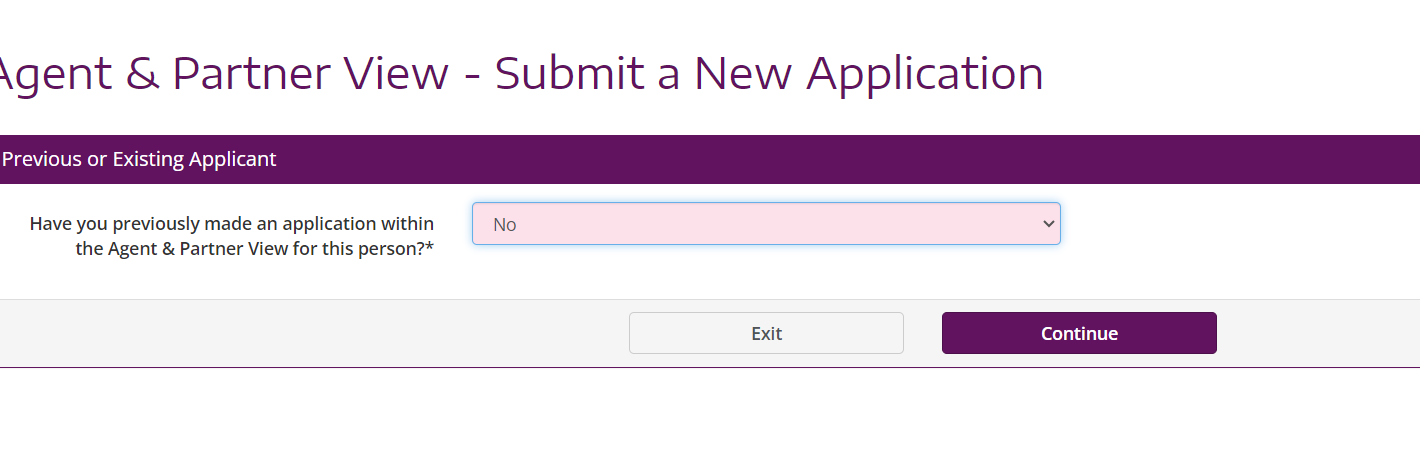 Agent & Partner View - Submit a New Application
Previous or Existing Applicant
Have you previously made an application within
the Agent & Partner View for this person?*
No
Exit
Continue